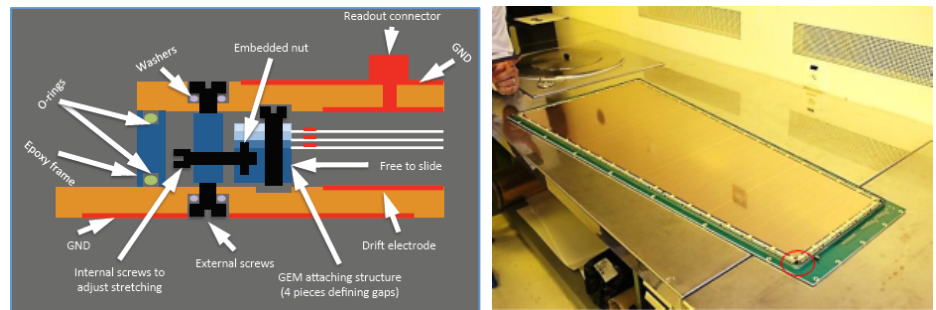 Readout connector
Embedded nut
Washers
GND
O-rings
Epoxy frame
Free to slide
GND
Drift electrode
Internal screws to
adjust stretching
External screws
GEM attaching structure
(4 pieces defining gaps)